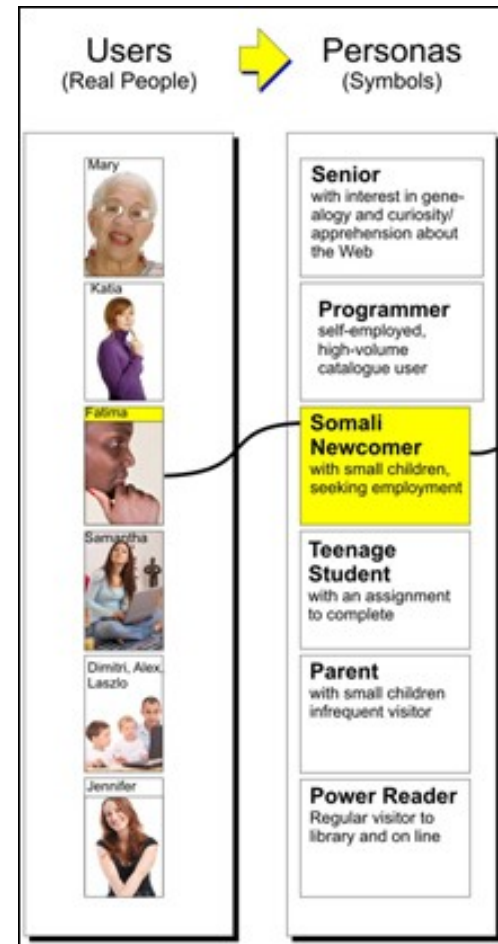 Users
(Real People)
Personas
(Symbols)
Mary
Katia
Fatima
Samantha
Dimitri, Alex,
Laszlo
Jennifer
Senior
with interest in gene-
alogy and curiosity/
apprehension about
the Web
Programmer
self-employed,
high-volume
catalogue user
Somali
Newcomer
with small children,
seeking employment
Teenage
Student
with an assignment
to complete
Parent
with small children
infrequent visitor
Power Reader
Regular visitor to
library and on line